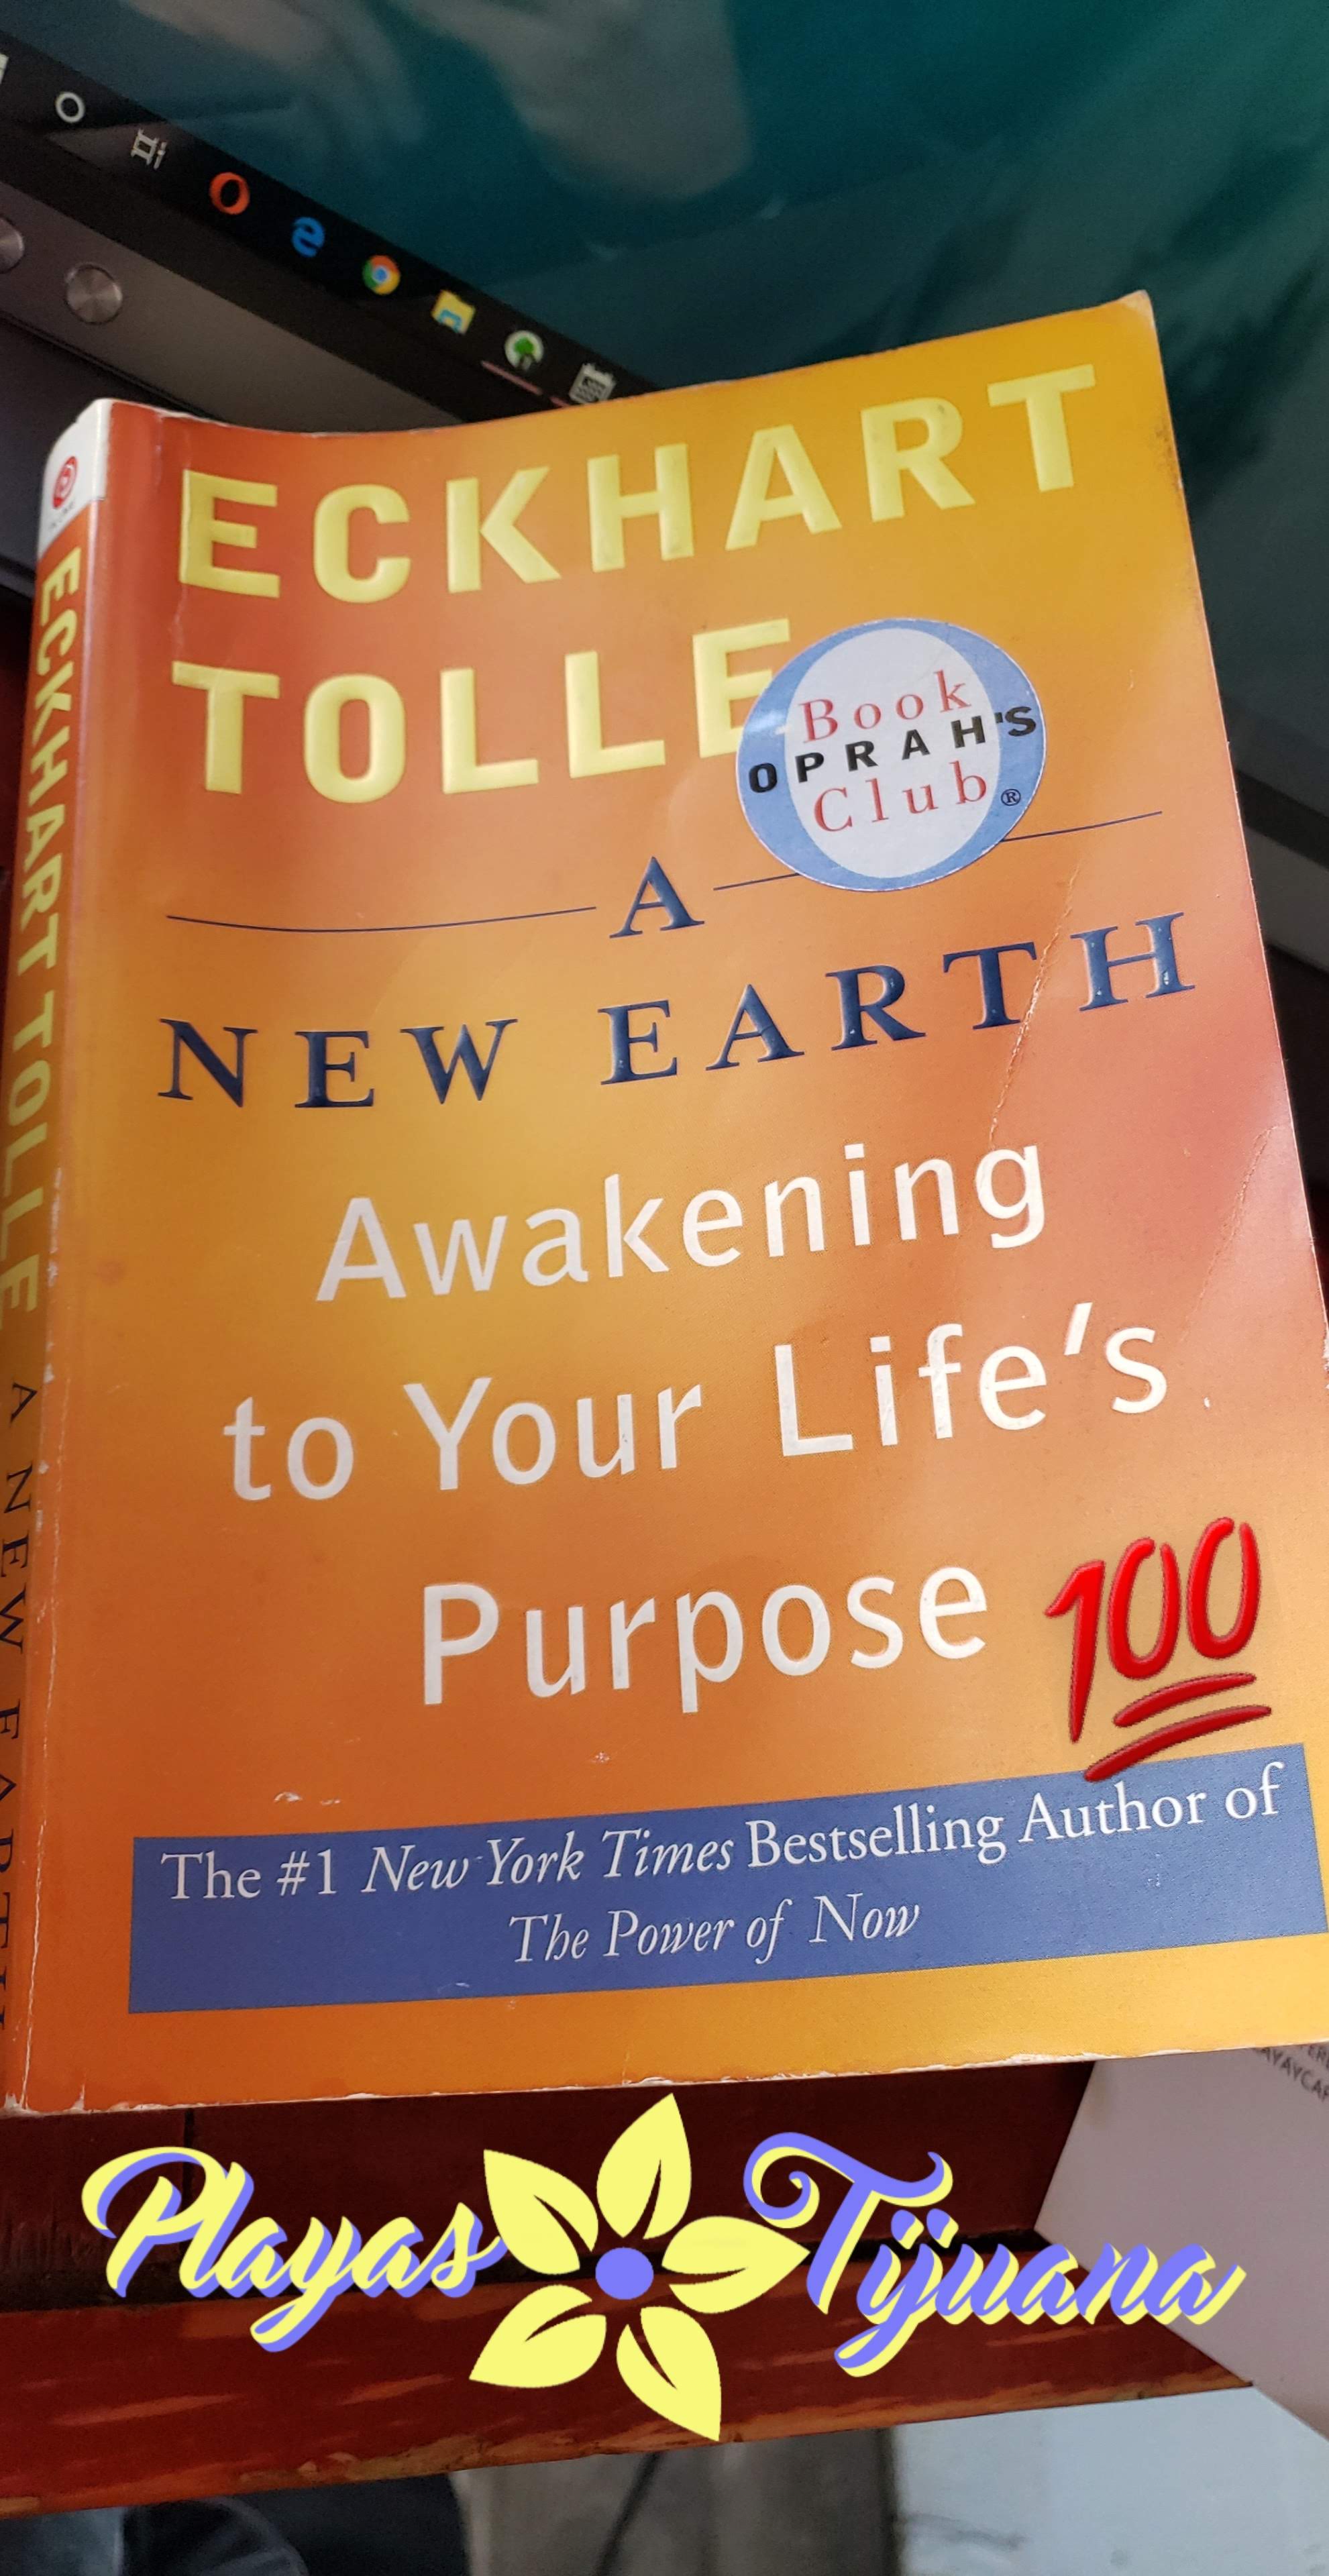 ECKHART
TOLLE
Book
OPRAH'S
Club®
A
NEW EARTH
Awakening
to Your Life's
Purpose
100
The #1 New York Times Bestselling Author of
The Power of Now
ECKHART TOLLE A NEW EARTH
Playas Tijuana